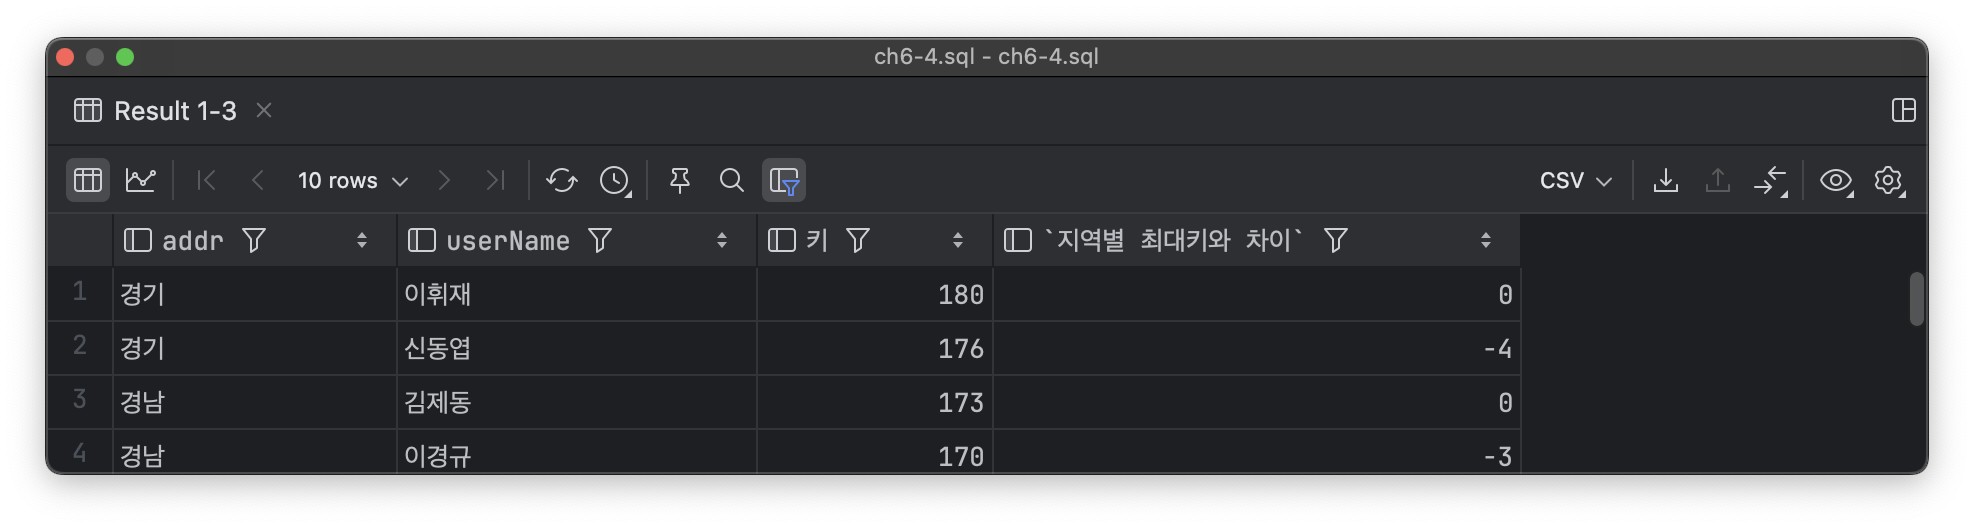 ch6-4.sql - ch6-4.sql
Result 1-3
10 rows CSV
addr userName 키 `지역별 최대키와 차이`
1 경기 이휘재 180 0
2 경기 신동엽 176 -4
3 경남 김제동 173 0
4 경남 이경규 170 -3